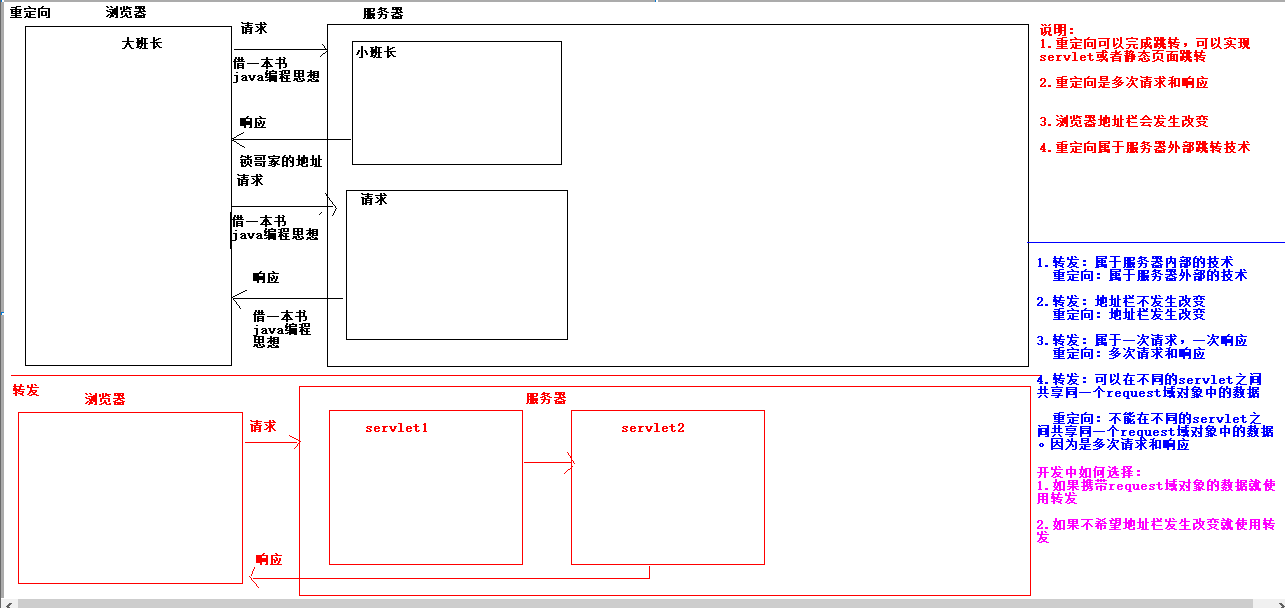 重定向
浏览器
服务器
大班长
请求
借一本书
java编程思想
小班长
响应
锁哥家的地址
请求
借一本书
java编程思想
请求
响应
借一本书
java编程
思想
说明：
1.重定向可以完成跳转，可以实现
servlet或者静态页面跳转
2.重定向是多次请求和响应
3.浏览器地址栏会发生改变
4.重定向属于服务器外部跳转技术
1.转发：属于服务器内部的技术
重定向：属于服务器外部的技术
2.转发：地址栏不发生改变
重定向：地址栏发生改变
3.转发：属于一次请求，一次响应
重定向：多次请求和响应
4.转发：可以在不同的servlet之间
共享同一个request域对象中的数据
重定向：不能在不同的servlet之
间共享同一个request域对象中的数据
。因为是多次请求和响应
开发中如何选择：
1.如果携带request域对象的数据就使
用转发
2.如果不希望地址栏发生改变就使用转
发
转发
浏览器
服务器
请求
servlet1
servlet2
响应